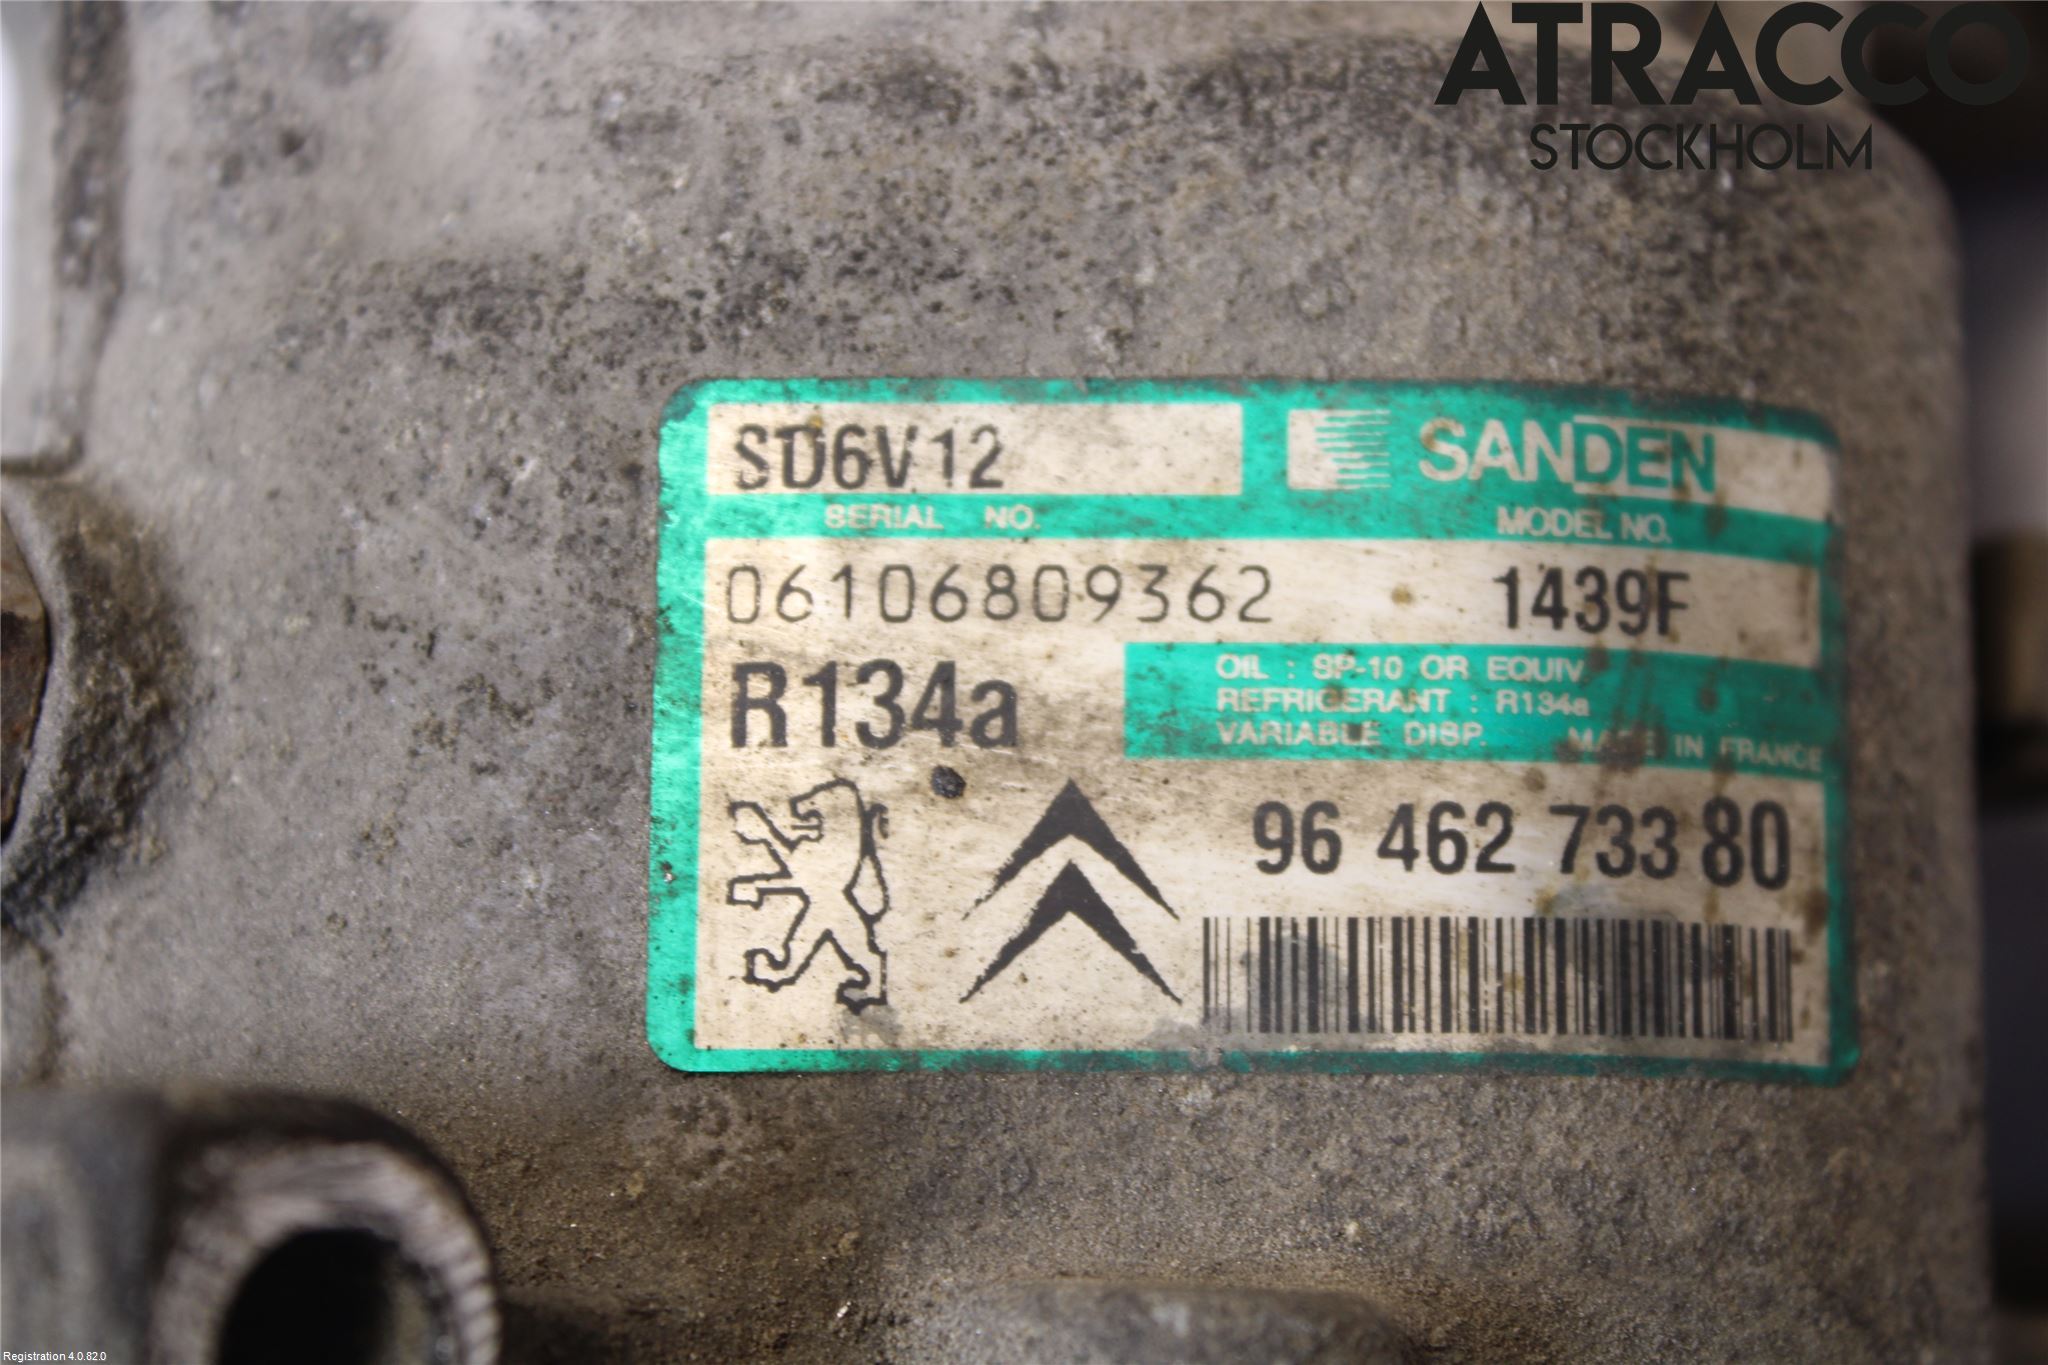 ATRACCO
STOCKHOLM
SD6V12
SANDEN
SERIAL NO.
MODEL NO.
06106809362
1439F
R134a
OIL : SP-10 OR EQUIV
REFRIGERANT : R134a
VARIABLE DISP. MADE IN FRANCE
96 462 733 80
Registration 4.0.82.0